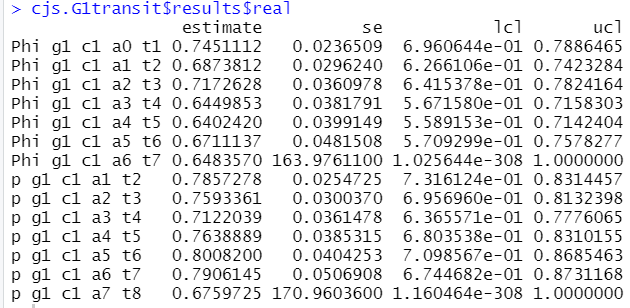 > cjs.G1transit$results$real
estimate se lcl ucl
Phi g1 c1 a0 t1 0.7451112 0.0236509 6.960644e-01 0.7886465
Phi g1 c1 a1 t2 0.6873812 0.0296240 6.266106e-01 0.7423284
Phi g1 c1 a2 t3 0.7172628 0.0360978 6.415378e-01 0.7824164
Phi g1 c1 a3 t4 0.6449853 0.0381791 5.671580e-01 0.7158303
Phi g1 c1 a4 t5 0.6402420 0.0399149 5.589153e-01 0.7142404
Phi g1 c1 a5 t6 0.6711137 0.0481508 5.709299e-01 0.7578277
Phi g1 c1 a6 t7 0.6483570 163.9761100 1.025644e-308 1.0000000
p g1 c1 a1 t2 0.7857278 0.0254725 7.316124e-01 0.8314457
p g1 c1 a2 t3 0.7593361 0.0300370 6.956960e-01 0.8132398
p g1 c1 a3 t4 0.7122039 0.0361478 6.365571e-01 0.7776065
p g1 c1 a4 t5 0.7638889 0.0385315 6.803538e-01 0.8310155
p g1 c1 a5 t6 0.8008200 0.0404253 7.098567e-01 0.8685463
p g1 c1 a6 t7 0.7906145 0.0506908 6.744682e-01 0.8731168
p g1 c1 a7 t8 0.6759725 170.9603600 1.160464e-308 1.0000000